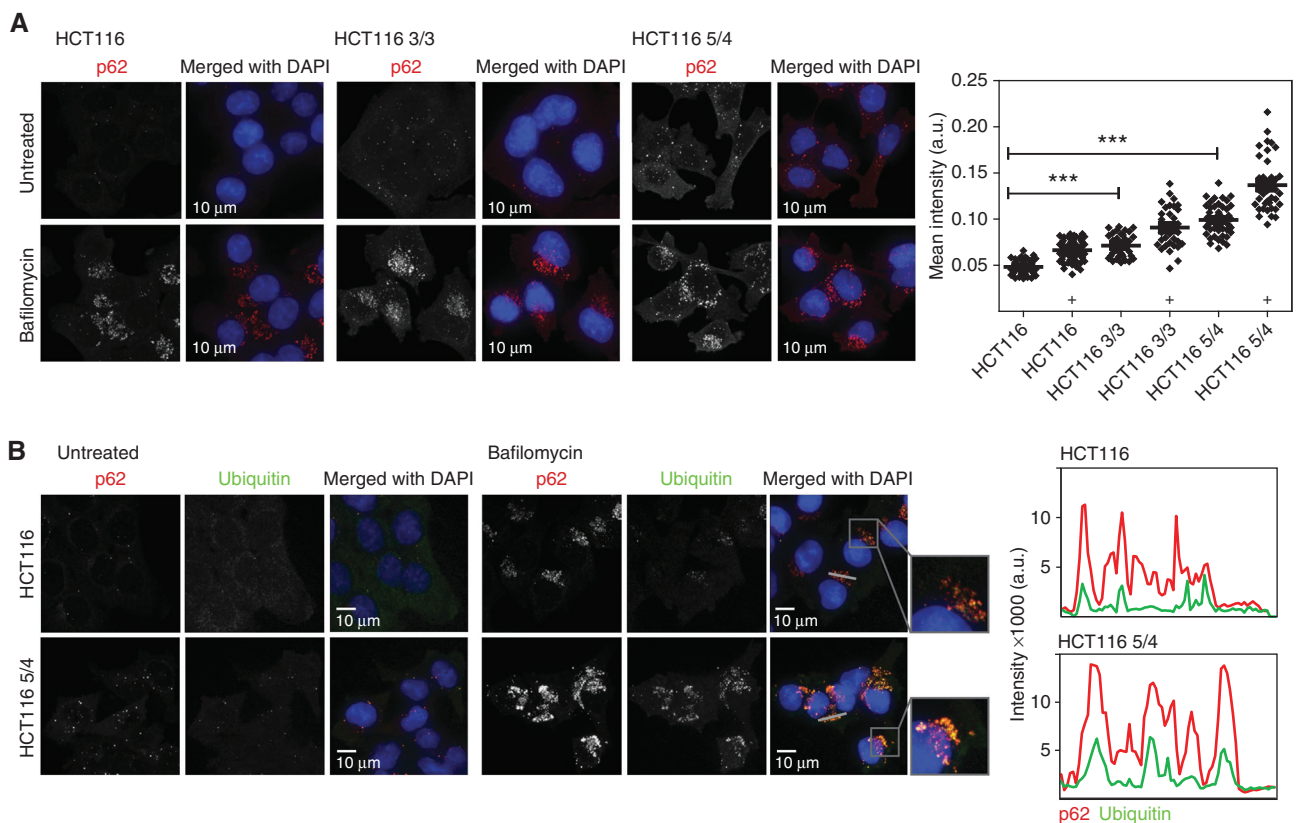 A
HCT116 HCT116 3/3 HCT116 5/4
p62 Merged with DAPI p62 Merged with DAPI p62 Merged with DAPI
Untreated
10 µm 10 µm 10 µm
Bafilomycin
10 µm 10 µm 10 µm
Mean intensity (a.u.)
0.25
0.20
0.15
0.10
0.05
***
***
+ + +
HCT116 HCT116 HCT116 3/3 HCT116 3/3 HCT116 5/4 HCT116 5/4
B
Untreated Bafilomycin
p62 Ubiquitin Merged with DAPI p62 Ubiquitin Merged with DAPI
HCT116
10 µm 10 µm
HCT116 5/4
10 µm 10 µm
HCT116
10
5
HCT116 5/4
10
5
Intensity ×1000 (a.u.)
p62 Ubiquitin